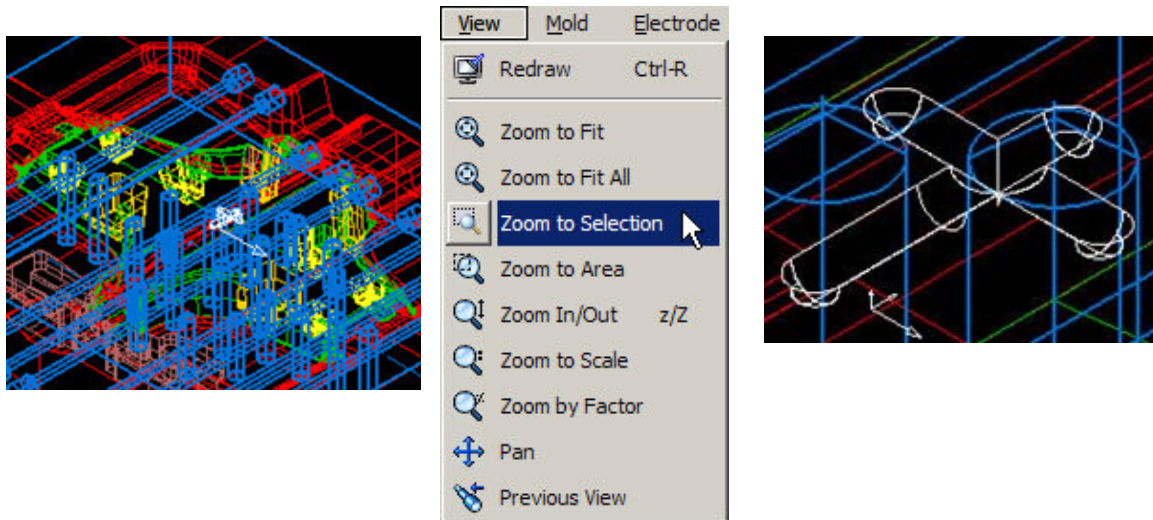 View Mold Electrode
Redraw Ctrl-R
Zoom to Fit
Zoom to Fit All
Zoom to Selection
Zoom to Area
Zoom In/Out z/Z
Zoom to Scale
Zoom by Factor
Pan
Previous View